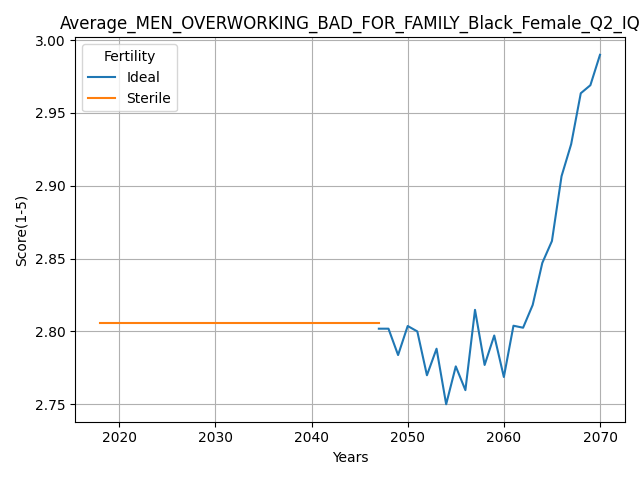 Average_MEN_OVERWORKING_BAD_FOR_FAMILY_Black_Female_Q2_IQ
Fertility
Ideal
Sterile
3.00
2.95
2.90
2.85
2.80
2.75
Score(1-5)
2020 2030 2040 2050 2060 2070
Years